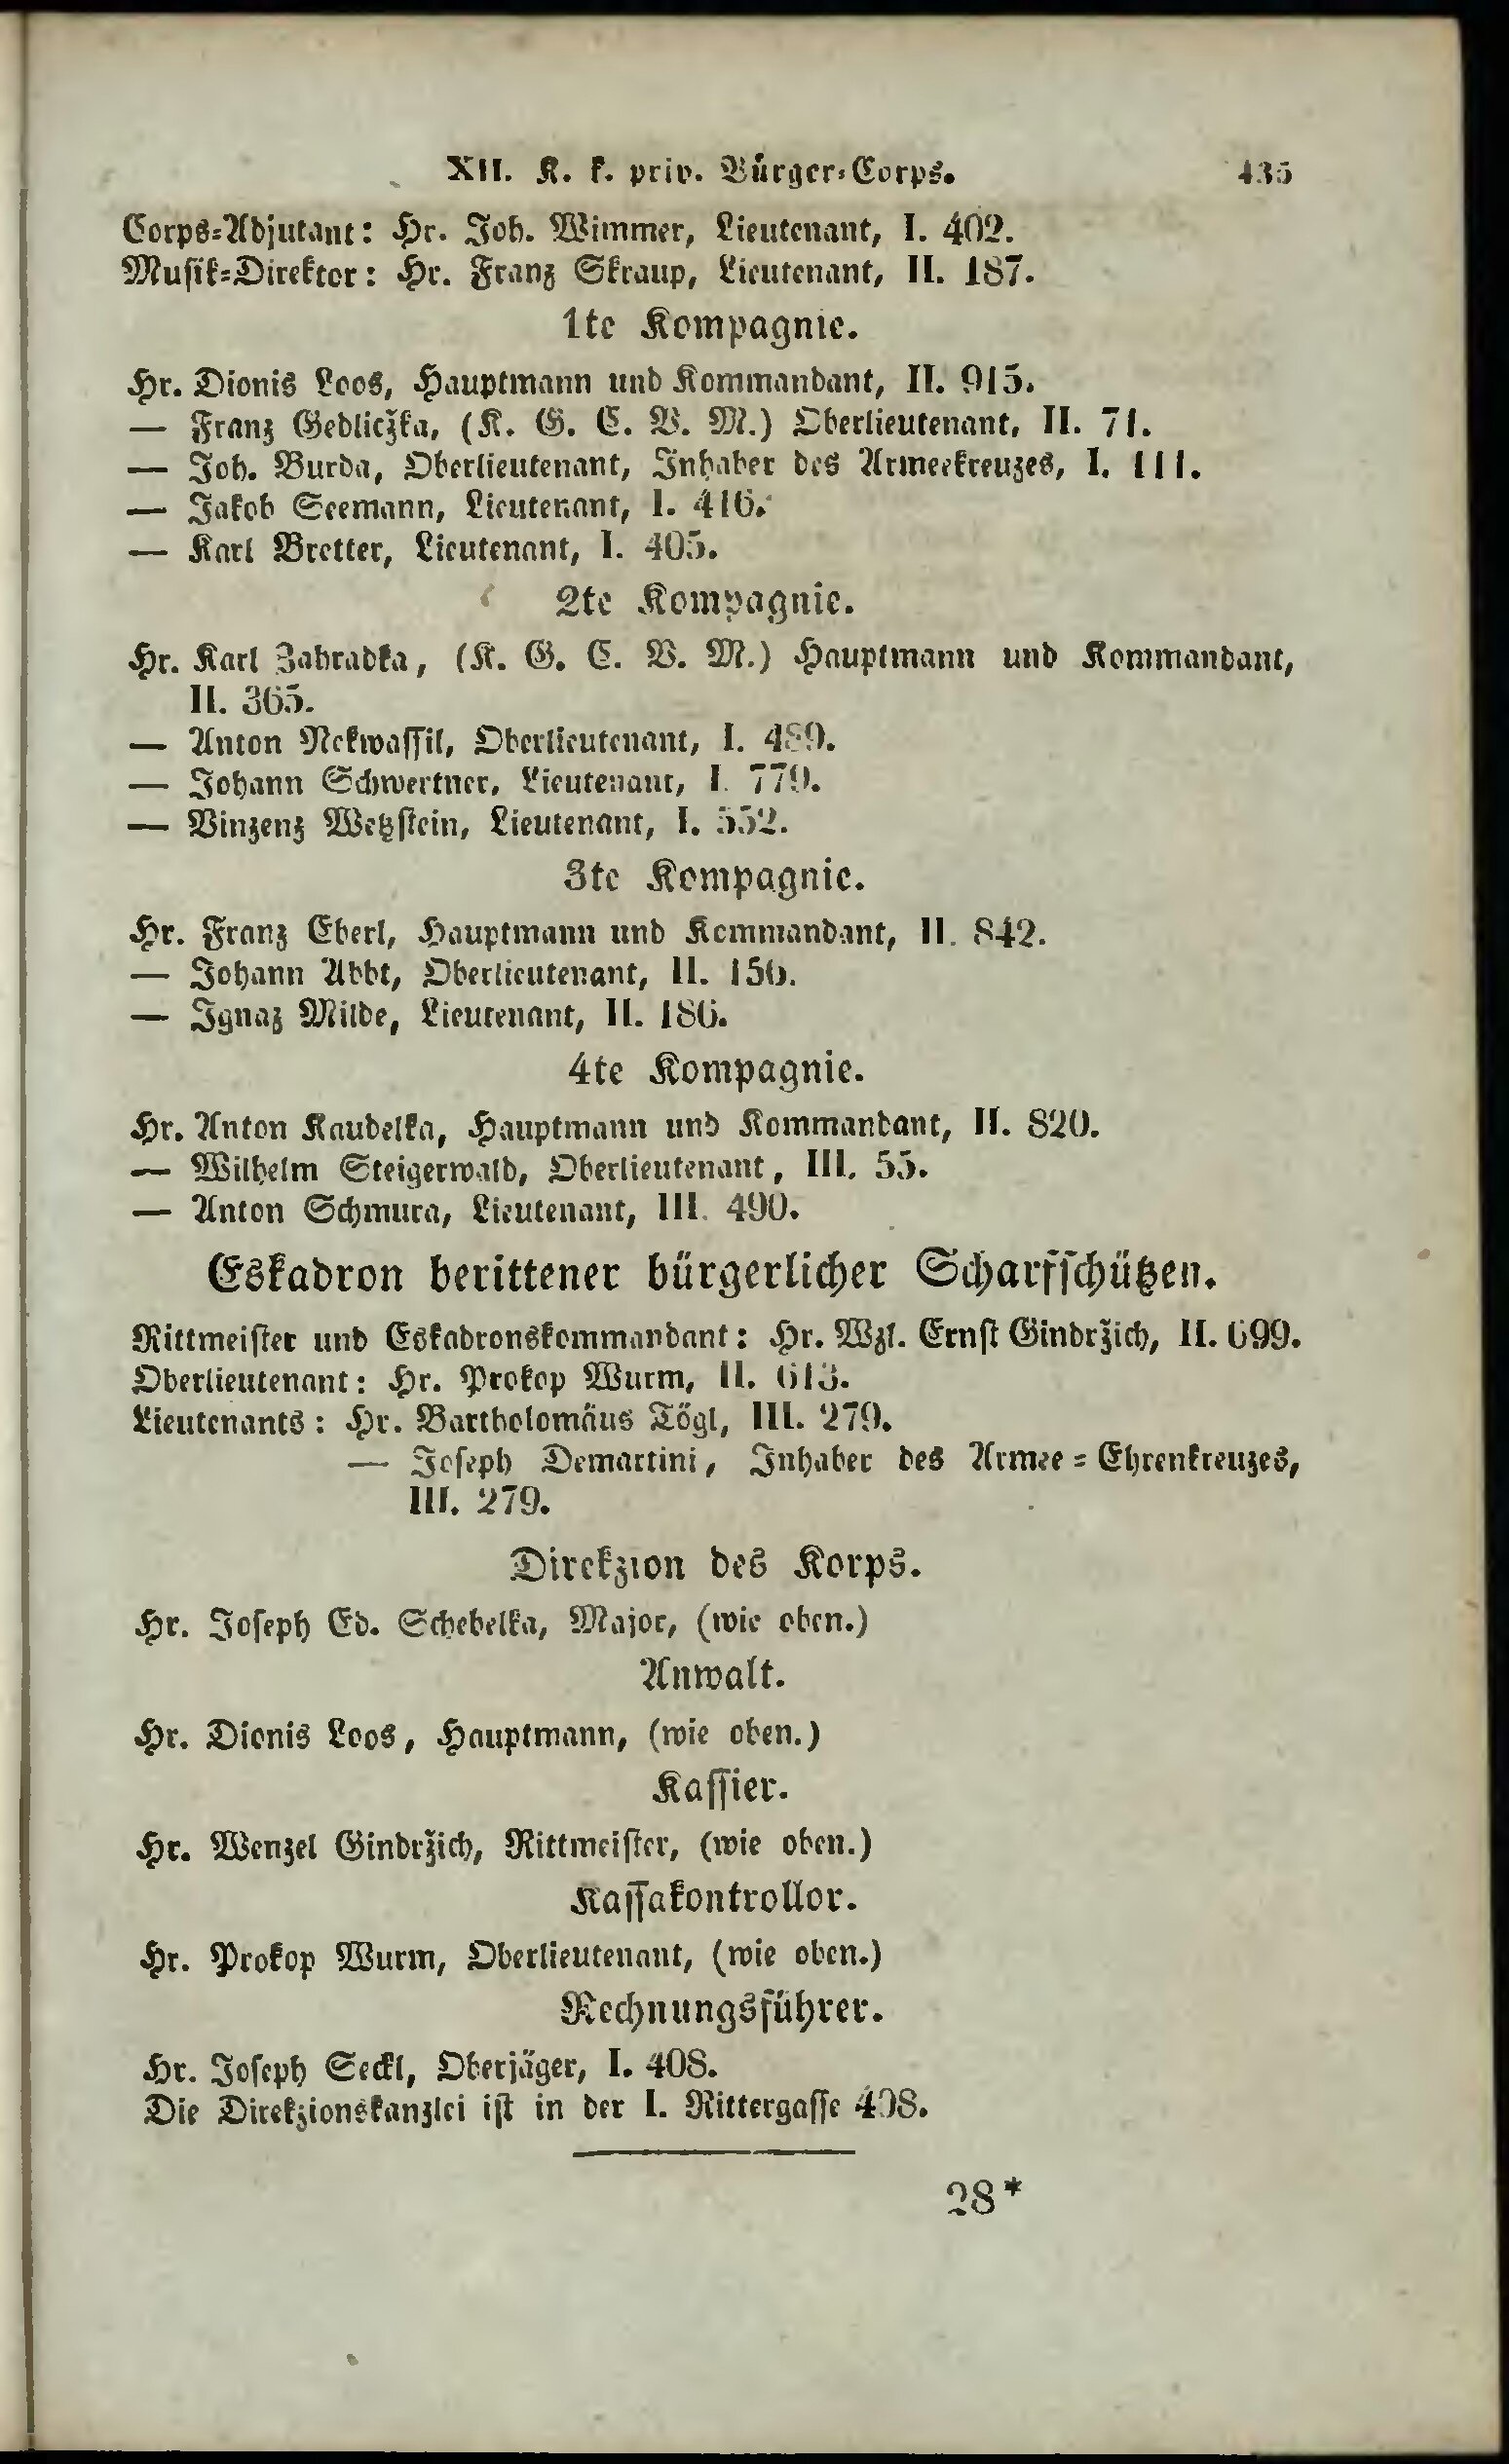 XII. K. k. priv. Bürger-Corps. 435
Corps-Adjutant: Hr. Joh. Wimmer, Lieutenant, I. 402.
Musik-Direktor: Hr. Franz Skraup, Lieutenant, II. 187.
1te Kompagnie.
Hr. Dionis Loos, Hauptmann und Kommandant, II. 915.
— Franz Gedliczka, (K. G. C. V. M.) Oberlieutenant, II. 71.
— Joh. Burda, Oberlieutenant, Inhaber des Armeekreuzes, I. 111.
— Jakob Seemann, Lieutenant, I. 416.
— Karl Bretter, Lieutenant, I. 405.
2te Kompagnie.
Hr. Karl Zahradka, (K. G. C. V. M.) Hauptmann und Kommandant,
II. 365.
— Anton Nekwassil, Oberlieutenant, I. 489.
— Johann Schwertner, Lieutenant, I. 779.
— Vinzenz Wetzstein, Lieutenant, I. 552.
3te Kompagnie.
Hr. Franz Eberl, Hauptmann und Kommandant, II. 842.
— Johann Abbt, Oberlieutenant, II. 156.
— Ignaz Milde, Lieutenant, II. 186.
4te Kompagnie.
Hr. Anton Kaudelka, Hauptmann und Kommandant, II. 820.
— Wilhelm Steigerwald, Oberlieutenant, III. 55.
— Anton Schmura, Lieutenant, III. 490.
Eskadron berittener bürgerlicher Scharfschützen.
Rittmeister und Eskadronskommandant: Hr. Wzl. Ernst Gindržich, II. 699.
Oberlieutenant: Hr. Prokop Wurm, II. 613.
Lieutenants: Hr. Bartholomäus Tögl, III. 279.
— Joseph Demartini, Inhaber des Armee-Ehrenkreuzes,
III. 279.
Direkzion des Korps.
Hr. Joseph Ed. Schebelka, Major, (wie oben.)
Anwalt.
Hr. Dionis Loos, Hauptmann, (wie oben.)
Kassier.
Hr. Wenzel Gindržich, Rittmeister, (wie oben.)
Kassakontrollor.
Hr. Prokop Wurm, Oberlieutenant, (wie oben.)
Rechnungsführer.
Hr. Joseph Seckl, Oberjäger, I. 408.
Die Direkzionskanzlei ist in der I. Rittergasse 408.
28*